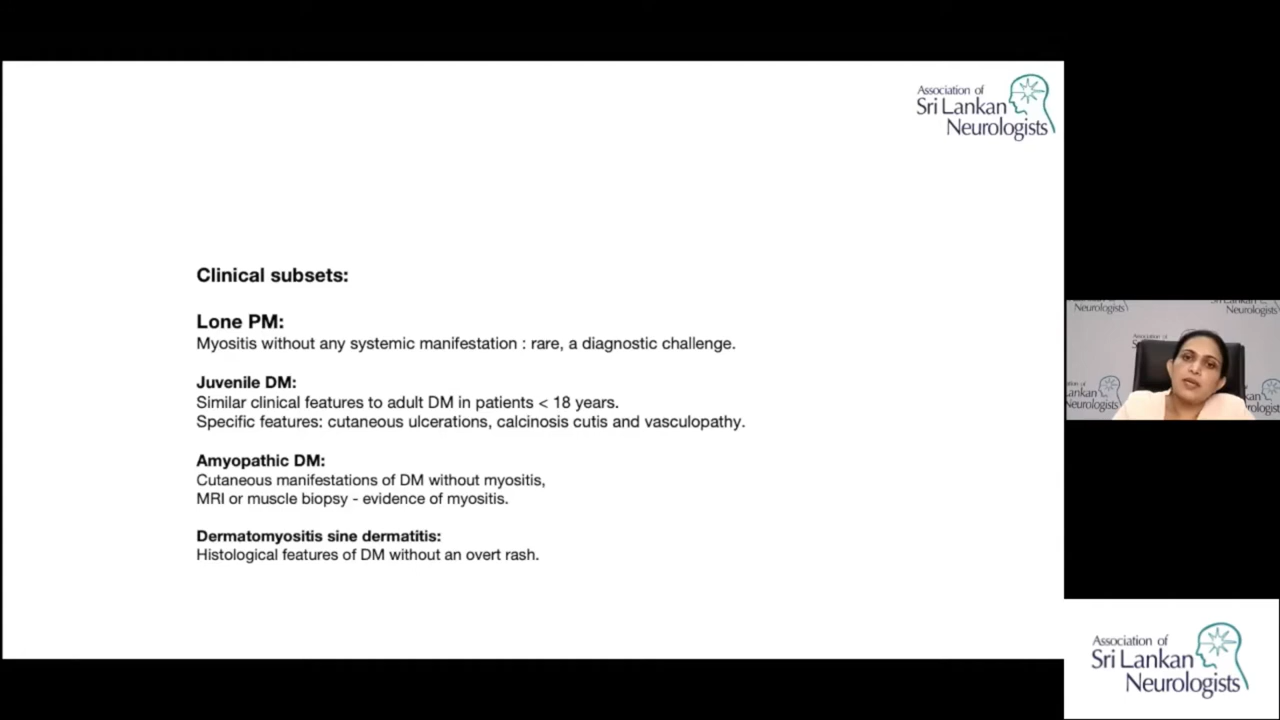 Association of
Sri Lankan
Neurologists
Clinical subsets:
Lone PM:
Myositis without any systemic manifestation : rare, a diagnostic challenge.
Juvenile DM:
Similar clinical features to adult DM in patients < 18 years.
Specific features: cutaneous ulcerations, calcinosis cutis and vasculopathy.
Amyopathic DM:
Cutaneous manifestations of DM without myositis,
MRI or muscle biopsy - evidence of myositis.
Dermatomyositis sine dermatitis:
Histological features of DM without an overt rash.
Neurologists
Association of
Sri Lankan
Neurologists